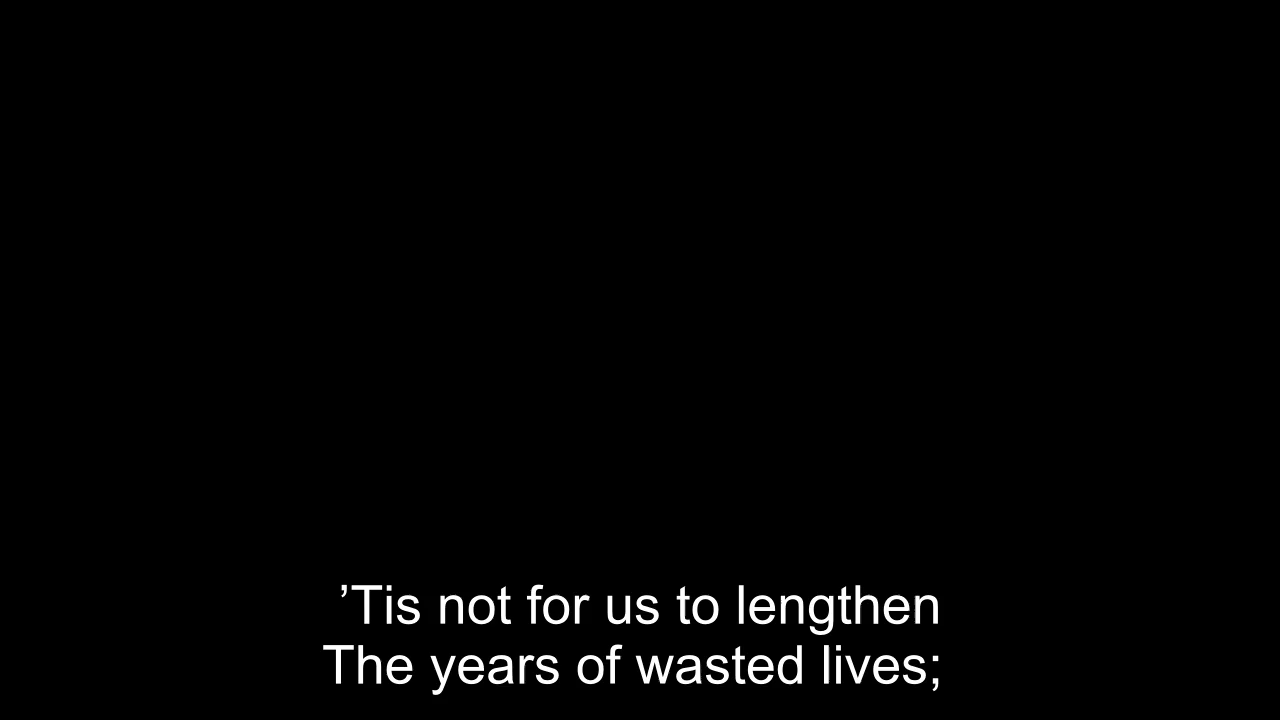 ’Tis not for us to lengthen
The years of wasted lives;